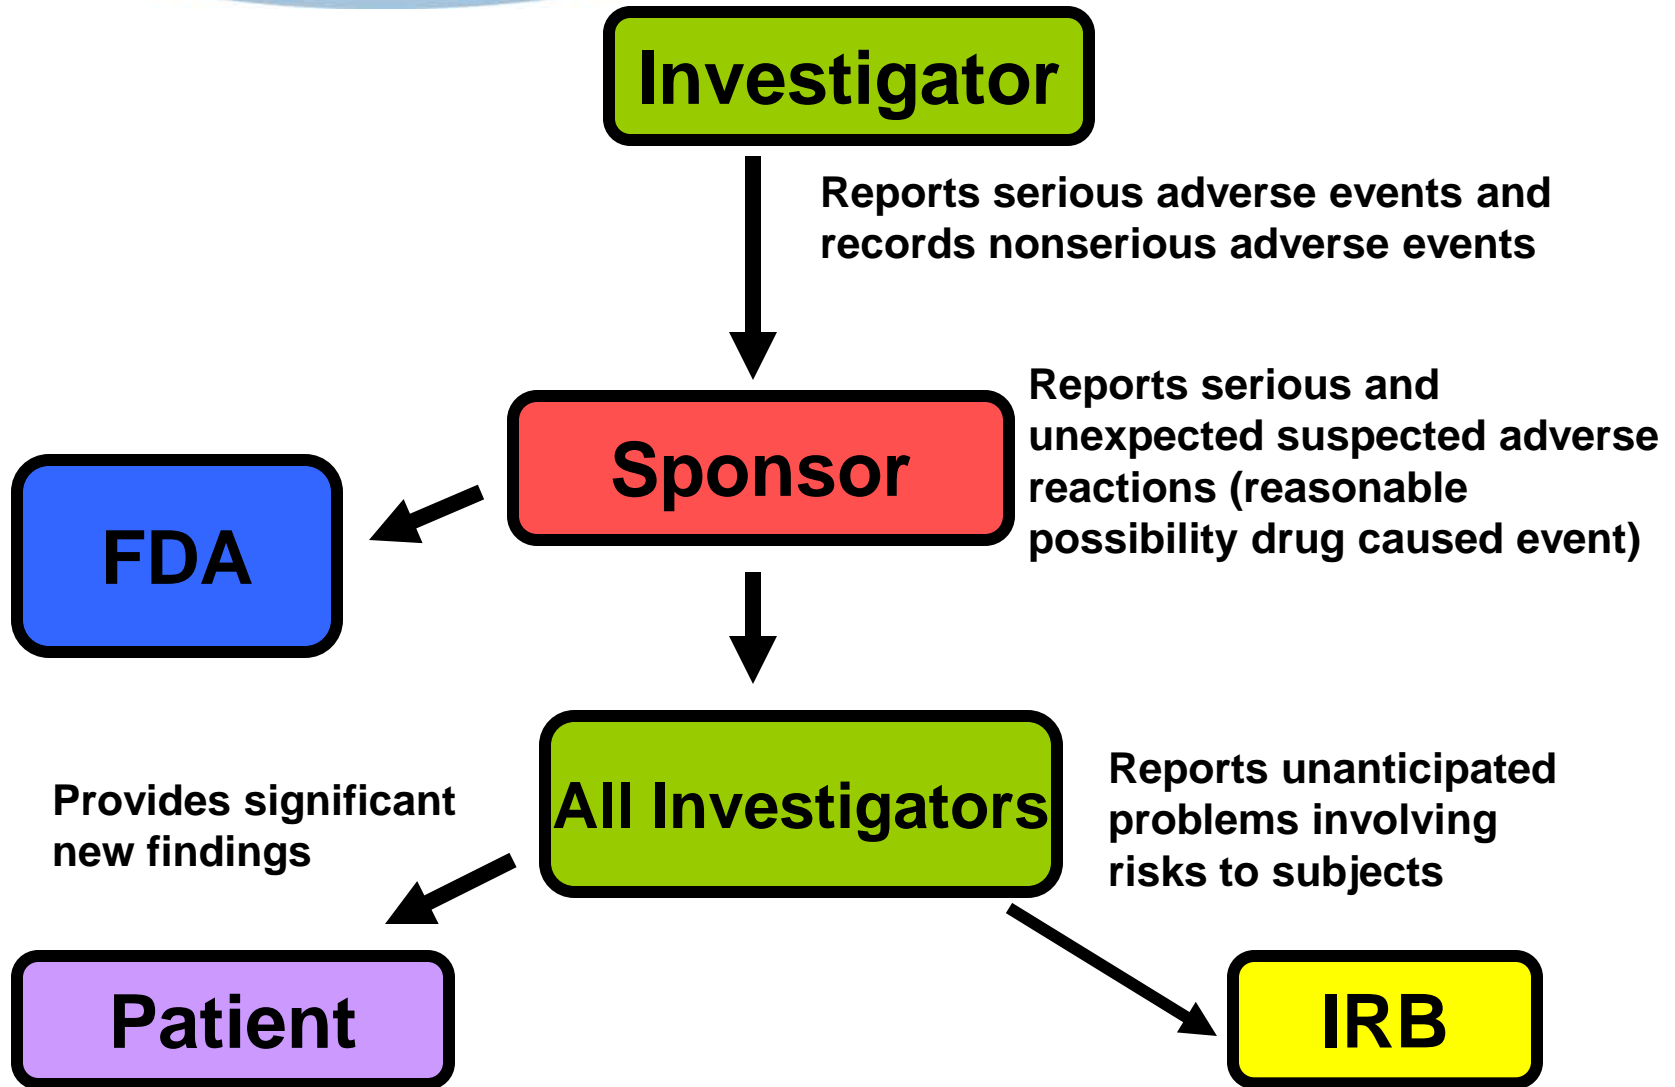 Investigator
Reports serious adverse events and
records nonserious adverse events
Reports serious and
unexpected suspected adverse
reactions (reasonable
possibility drug caused event)
Sponsor
FDA
All Investigators
Provides significant
new findings
Reports unanticipated
problems involving
risks to subjects
Patient
IRB